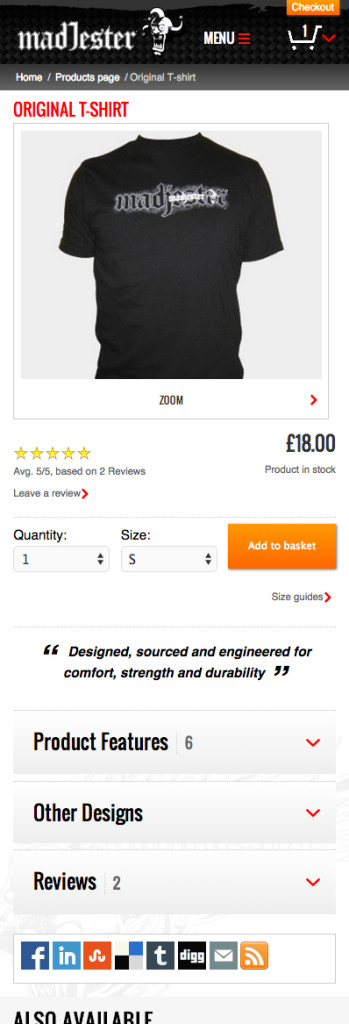 Checkout
madjester
MENU
1
Home / Products page / Original T-shirt
ORIGINAL T-SHIRT
madjester
madjester
ZOOM
£18.00
Avg. 5/5, based on 2 Reviews
Product in stock
Leave a review
Quantity:
Size:
1
S
Add to basket
Size guides
“ Designed, sourced and engineered for
comfort, strength and durability ”
Product Features 6
Other Designs
Reviews 2
f in t digg
ALSO AVAILABLE